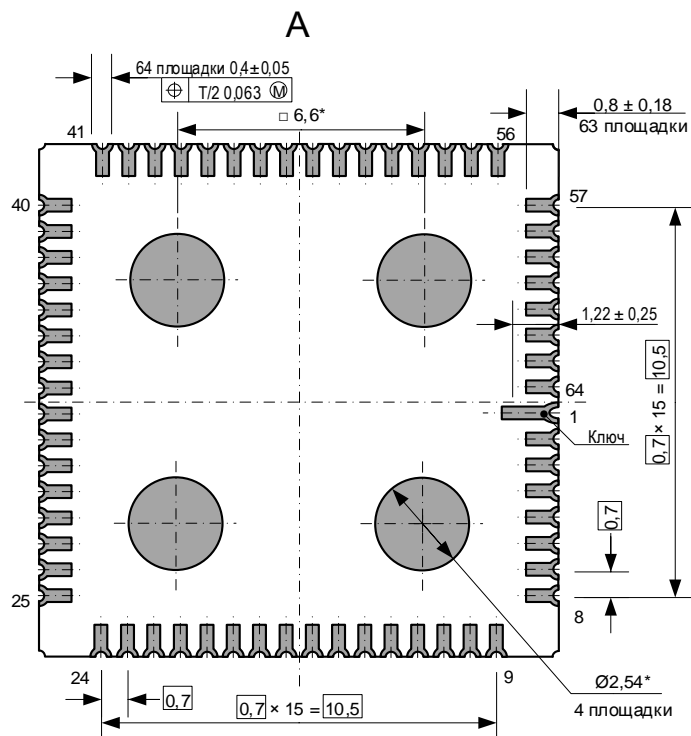 А
64 площадки 0,4±0,05
⌖ T/2 0,063 Ⓜ
□ 6,6*
0,8 ± 0,18
63 площадки
41
56
40
57
1,22 ± 0,25
64
1
Ключ
0,7 × 15 = 10,5
0,7
25
8
24
9
0,7
0,7 × 15 = 10,5
Ø2,54*
4 площадки